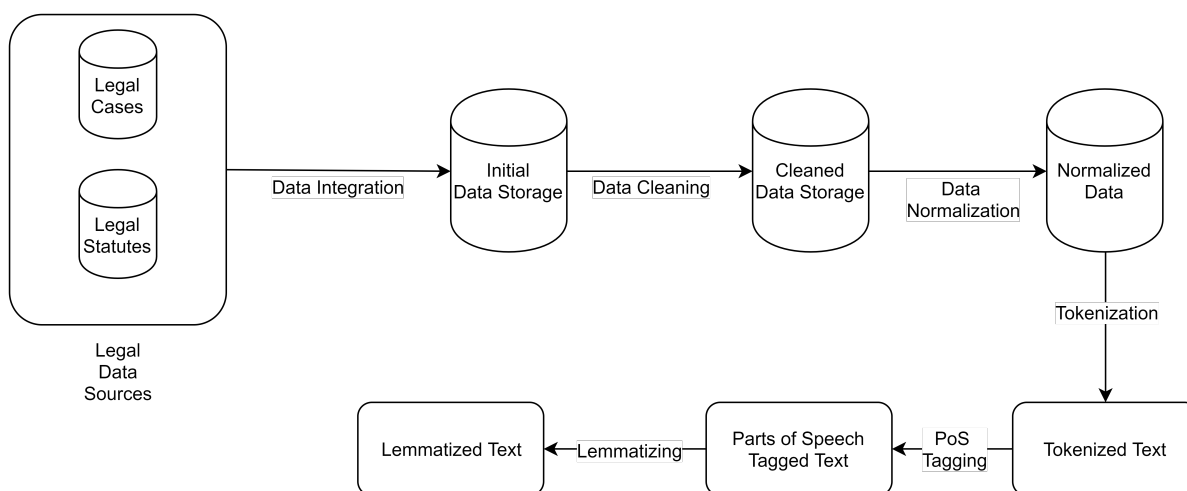 Legal
Cases
Legal
Statutes
Legal
Data
Sources
Data Integration
Initial
Data Storage
Data Cleaning
Cleaned
Data Storage
Data
Normalization
Normalized
Data
Tokenization
Tokenized Text
PoS
Tagging
Parts of Speech
Tagged Text
Lemmatizing
Lemmatized Text